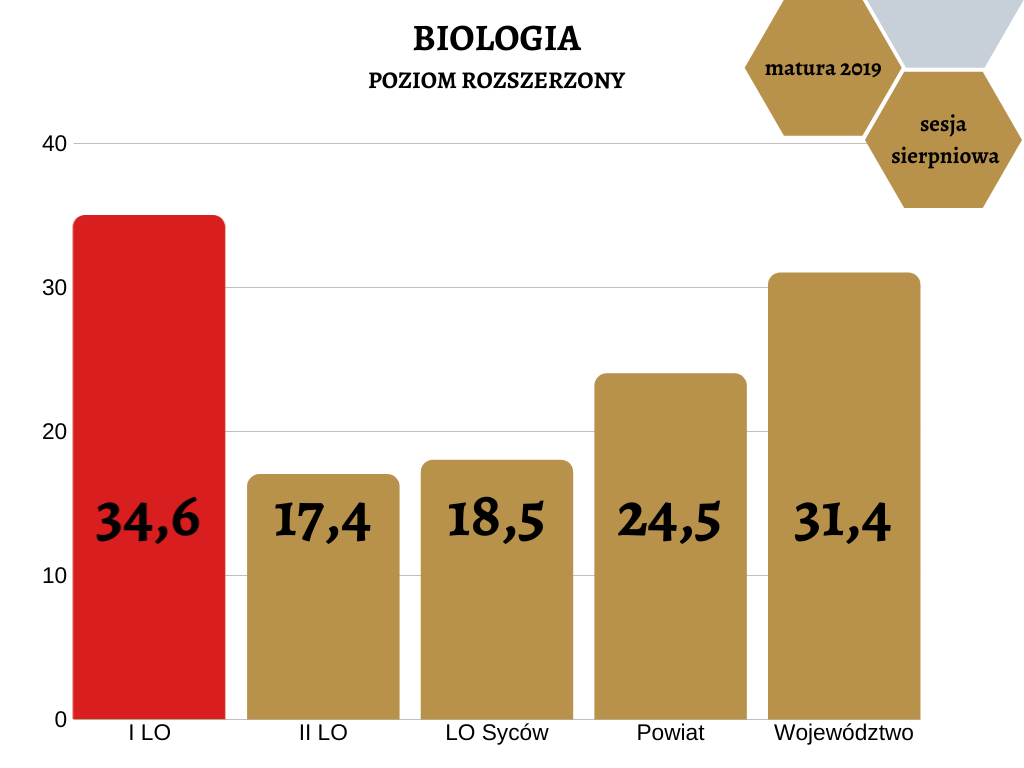 BIOLOGIA
POZIOM ROZSZERZONY
matura 2019
sesja
sierpniowa
40
30
20
10
0
34,6
17,4
18,5
24,5
31,4
I LO
II LO
LO Syców
Powiat
Województwo